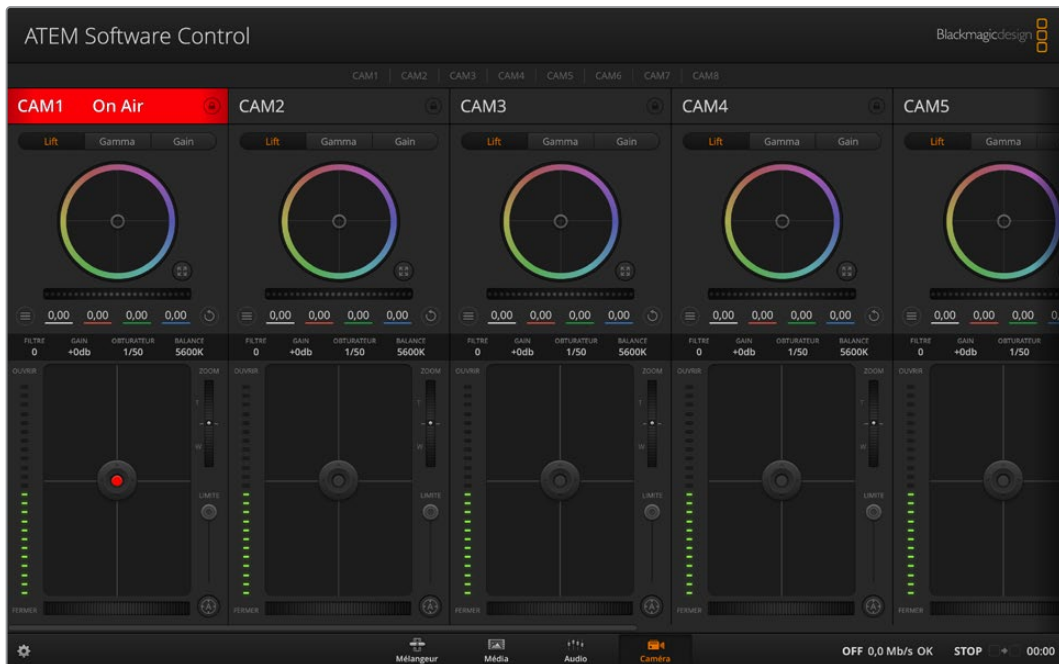 ATEM Software Control
Blackmagicdesign
CAM1 CAM2 CAM3 CAM4 CAM5 CAM6 CAM7 CAM8
CAM1 On Air CAM2 CAM3 CAM4 CAM5
Lift Gamma Gain Lift Gamma Gain Lift Gamma Gain Lift Gamma Gain Lift Gamma
0,00 0,00 0,00 0,00 0,00 0,00 0,00 0,00 0,00 0,00 0,00 0,00 0,00 0,00 0,00 0,00 0,00 0,00 0,00
FILTRE GAIN OBTURATEUR BALANCE FILTRE GAIN OBTURATEUR BALANCE FILTRE GAIN OBTURATEUR BALANCE FILTRE GAIN OBTURATEUR BALANCE FILTRE GAIN OBTURATEUR
0 +0db 1/50 5600K 0 +0db 1/50 5600K 0 +0db 1/50 5600K 0 +0db 1/50 5600K 0 +0db 1/50
OUVRIR ZOOM OUVRIR ZOOM OUVRIR ZOOM OUVRIR ZOOM OUVRIR
T T T T
W W W W
LIMITE LIMITE LIMITE LIMITE
FERMER A FERMER A FERMER A FERMER A FERMER
Mélangeur Média Audio Caméra OFF 0,0 Mb/s OK STOP 00:00